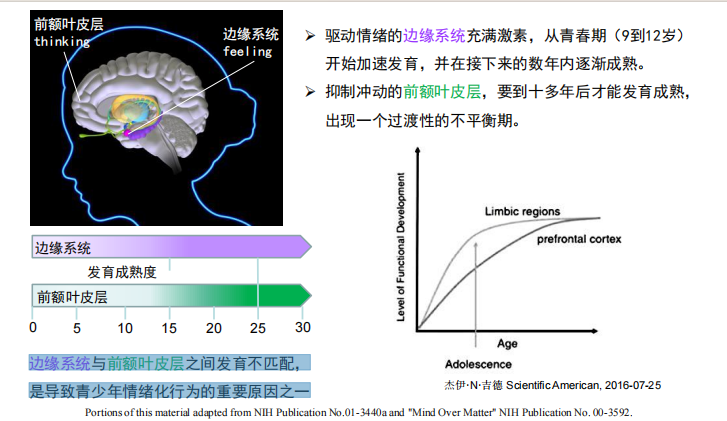 前额叶皮层
thinking
边缘系统
feeling
➢ 驱动情绪的边缘系统充满激素，从青春期（9到12岁）
开始加速发育，并在接下来的数年内逐渐成熟。
➢ 抑制冲动的前额叶皮层，要到十多年后才能发育成熟，
出现一个过渡性的不平衡期。
边缘系统
发育成熟度
前额叶皮层
0 5 10 15 20 25 30
边缘系统与前额叶皮层之间发育不匹配，
是导致青少年情绪化行为的重要原因之一
Level of Functional Development
Limbic regions
prefrontal cortex
Age
Adolescence
杰伊·N·吉德 Scientific American, 2016-07-25
Portions of this material adapted from NIH Publication No.01-3440a and "Mind Over Matter" NIH Publication No. 00-3592.